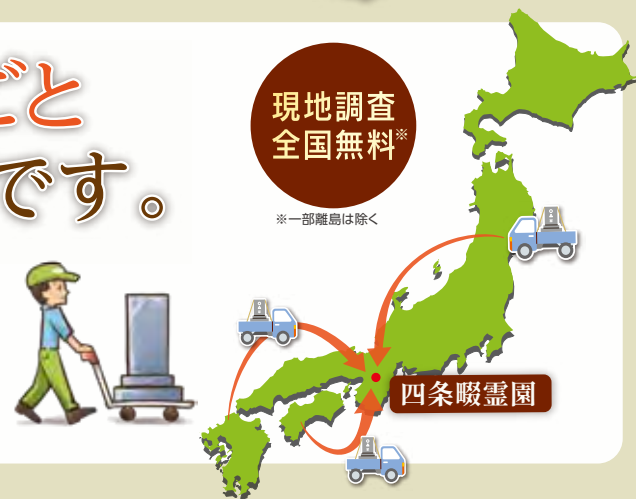 ごと
です。
現地調査
全国無料※
※一部離島は除く
四条畷霊園